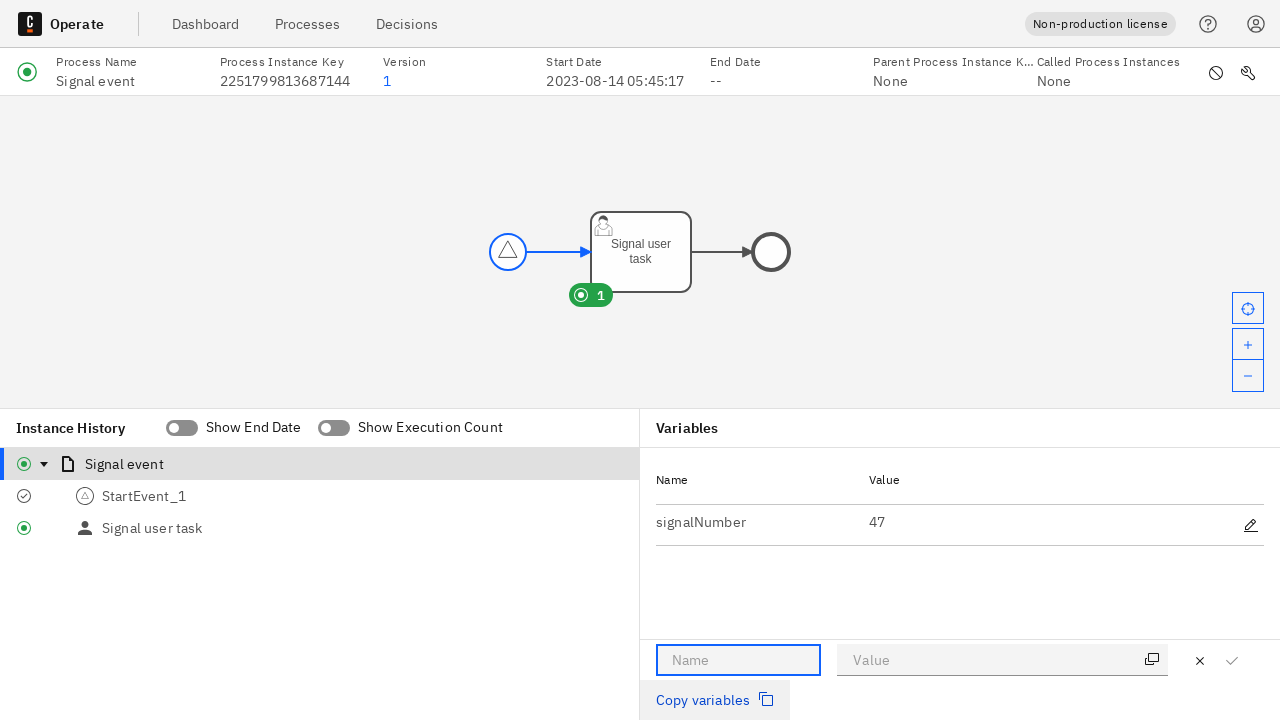 Operate
Dashboard
Processes
Decisions
Non-production license
Process Name
Process Instance Key
Version
Start Date
End Date
Parent Process Instance K...
Called Process Instances
Signal event
2251799813687144
1
2023-08-14 05:45:17
--
None
None
Signal user
task
1
Instance History
Show End Date
Show Execution Count
Signal event
StartEvent_1
Signal user task
Variables
Name
Value
signalNumber
47
Name
Value
Copy variables